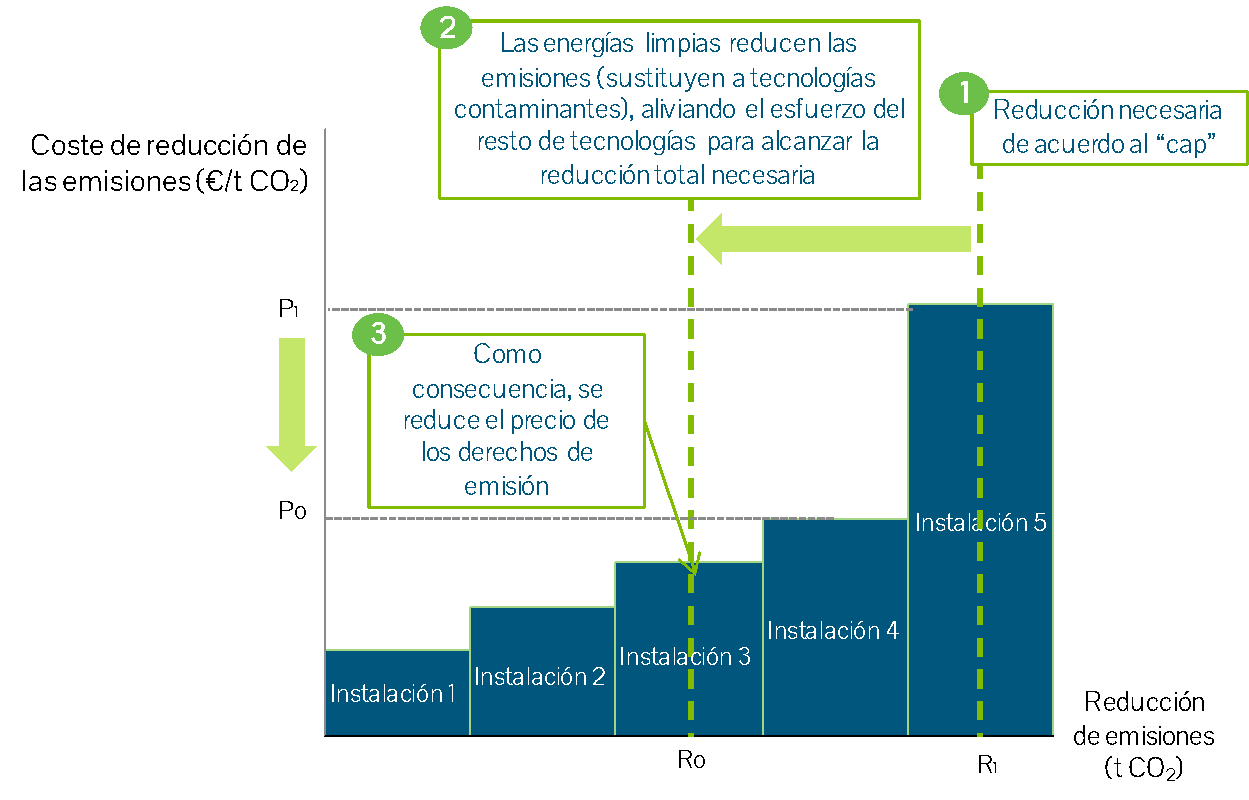 2
Las energías limpias reducen las
emisiones (sustituyen a tecnologías
contaminantes), aliviando el esfuerzo del
resto de tecnologías para alcanzar la
reducción total necesaria
1
Reducción necesaria
de acuerdo al “cap”
Coste de reducción de
las emisiones (€/t CO₂)
P₁
3
Como
consecuencia, se
reduce el precio de
los derechos de
emisión
P₀
Instalación 1
Instalación 2
Instalación 3
Instalación 4
Instalación 5
R₀
R₁
Reducción
de emisiones
(t CO₂)